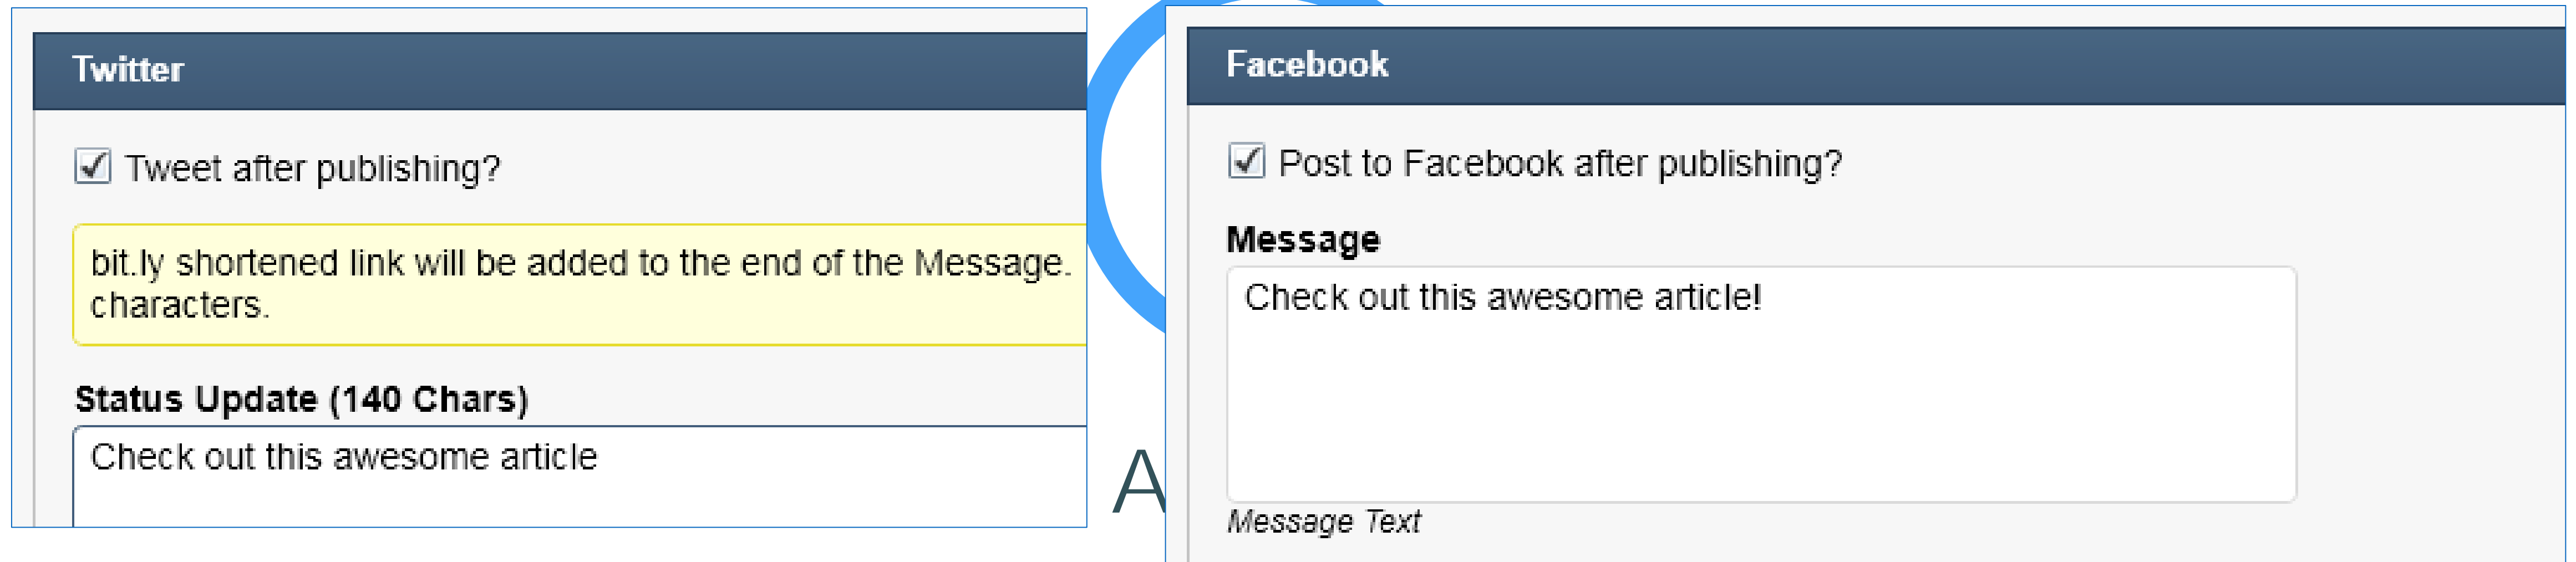 Twitter
Tweet after publishing?
bit.ly shortened link will be added to the end of the Message.
characters.
Status Update (140 Chars)
Check out this awesome article
A
Facebook
Post to Facebook after publishing?
Message
Check out this awesome article!
Message Text